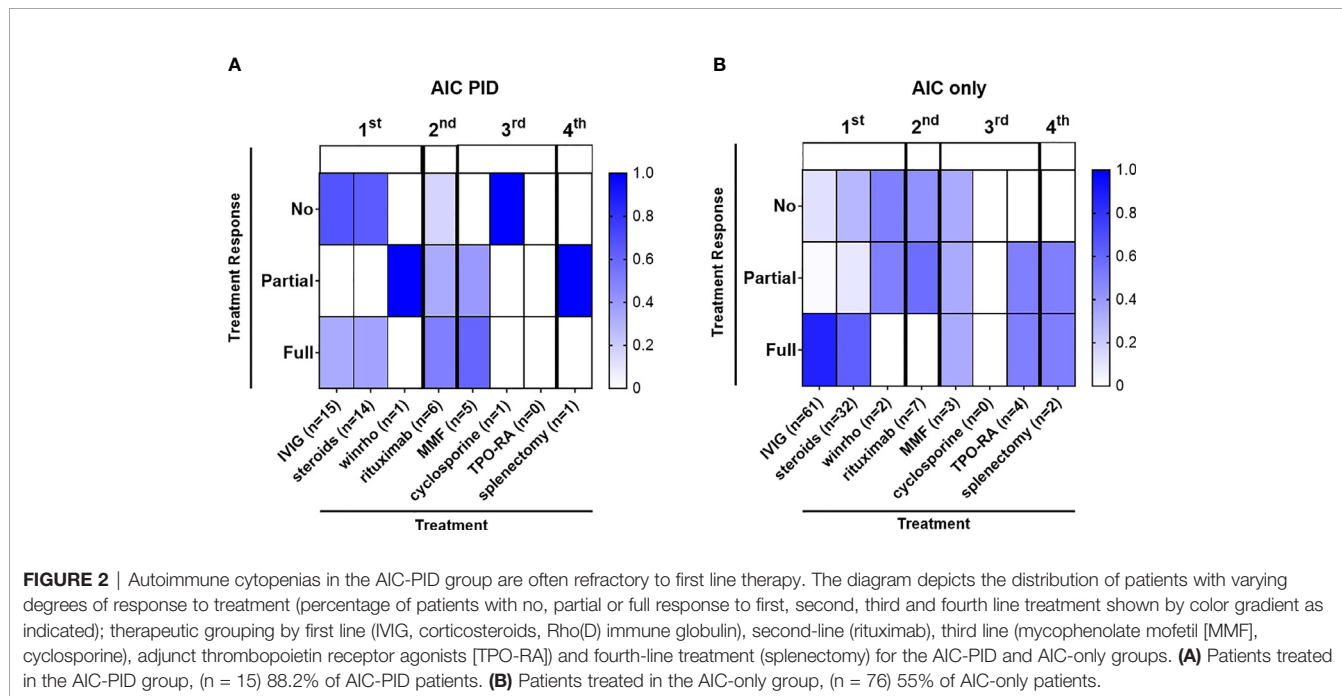 A
AIC PID
1st 2nd 3rd 4th
Treatment Response
No
Partial
Full
1.0
0.8
0.6
0.4
0.2
0
IVIG (n=15)
steroids (n=14)
winrho (n=1)
rituximab (n=6)
MMF (n=5)
cyclosporine (n=1)
TPO-RA (n=0)
splenectomy (n=1)
Treatment
B
AIC only
1st 2nd 3rd 4th
Treatment Response
No
Partial
Full
1.0
0.8
0.6
0.4
0.2
0
IVIG (n=61)
steroids (n=32)
winrho (n=2)
rituximab (n=7)
MMF (n=3)
cyclosporine (n=0)
TPO-RA (n=4)
splenectomy (n=2)
Treatment
FIGURE 2 | Autoimmune cytopenias in the AIC-PID group are often refractory to first line therapy. The diagram depicts the distribution of patients with varying
degrees of response to treatment (percentage of patients with no, partial or full response to first, second, third and fourth line treatment shown by color gradient as
indicated); therapeutic grouping by first line (IVIG, corticosteroids, Rho(D) immune globulin), second-line (rituximab), third line (mycophenolate mofetil [MMF],
cyclosporine), adjunct thrombopoietin receptor agonists [TPO-RA]) and fourth-line treatment (splenectomy) for the AIC-PID and AIC-only groups. (A) Patients treated
in the AIC-PID group, (n = 15) 88.2% of AIC-PID patients. (B) Patients treated in the AIC-only group, (n = 76) 55% of AIC-only patients.